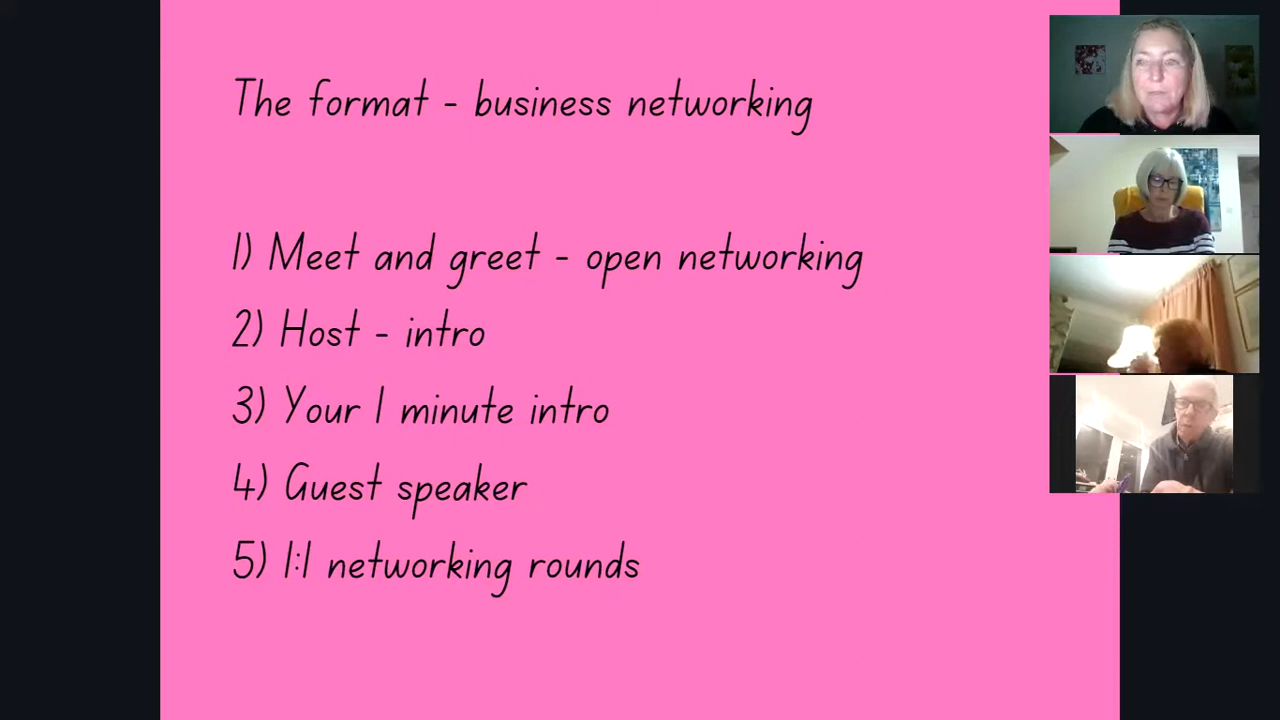 The format - business networking
1) Meet and greet - open networking
2) Host - intro
3) Your 1 minute intro
4) Guest speaker
5) 1:1 networking rounds